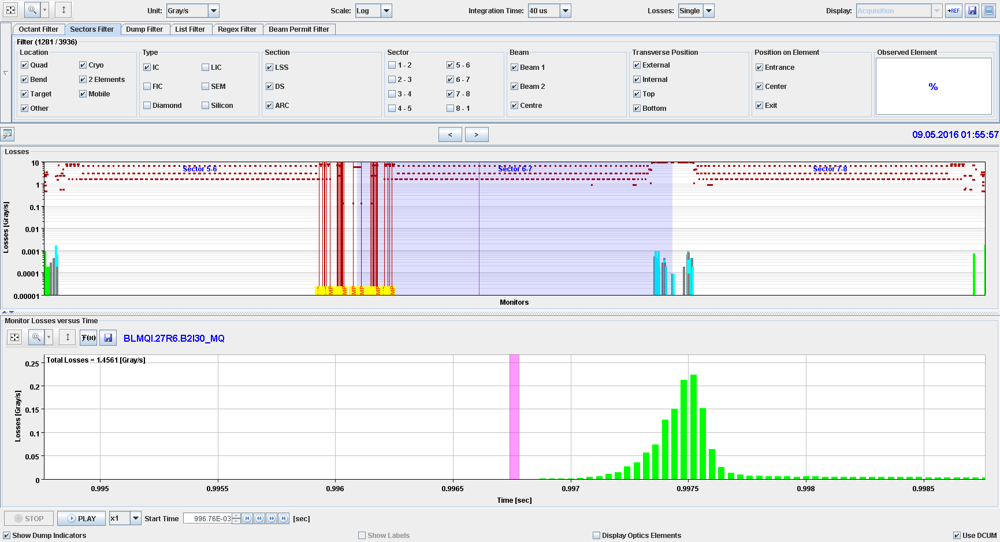 Unit: Gray/s Scale: Log Integration Time: 40 us Losses: Single Display: Acquisition →REF
Octant Filter Sectors Filter Dump Filter List Filter Regex Filter Beam Permit Filter
Filter (1281 / 3936)
Location Type Section Sector Beam Transverse Position Position on Element Observed Element
Quad Cryo IC LIC LSS 1 - 2 5 - 6 Beam 1 External Entrance
Bend 2 Elements FIC SEM DS 2 - 3 6 - 7 Beam 2 Internal Center %
Target Mobile Diamond Silicon ARC 3 - 4 7 - 8 Centre Top Exit
Other 4 - 5 8 - 1 Bottom
< > 09.05.2016 01:55:57
Losses
10
Sector 5-6 Sector 6-7 Sector 7-8
1
0.1
0.01
0.001
0.0001
0.00001
Losses [Gray/s]
MP MP MP MP MP MP
Monitors
Monitor Losses versus Time
F(x) BLMQI.27R6.B2I30_MQ
Total Losses = 1.4561 [Gray/s]
0.25
0.2
0.15
0.1
0.05
0
Losses [Gray/s]
0.995 0.9955 0.996 0.9965 0.997 0.9975 0.998 0.9985
Time [sec]
STOP PLAY x1 Start Time 996.76E-03 [sec]
Show Dump Indicators Show Labels Display Optics Elements Use DCUM